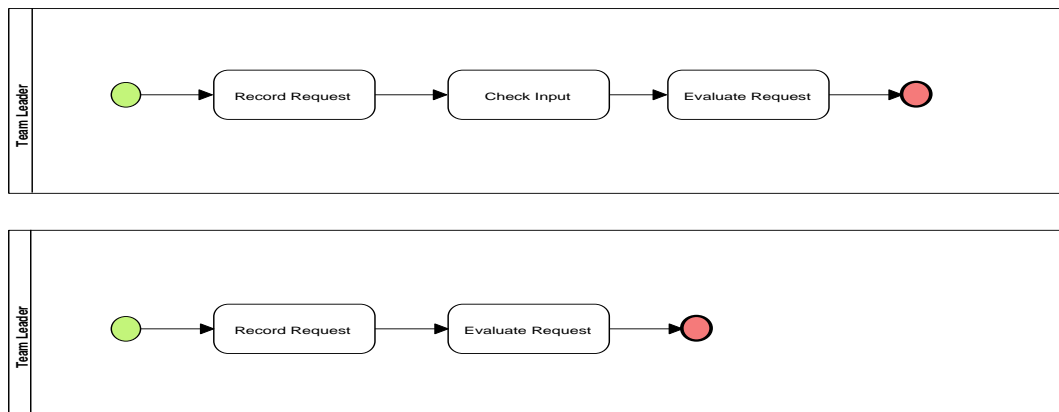 Team Leader
Record Request
Check Input
Evaluate Request
Team Leader
Record Request
Evaluate Request